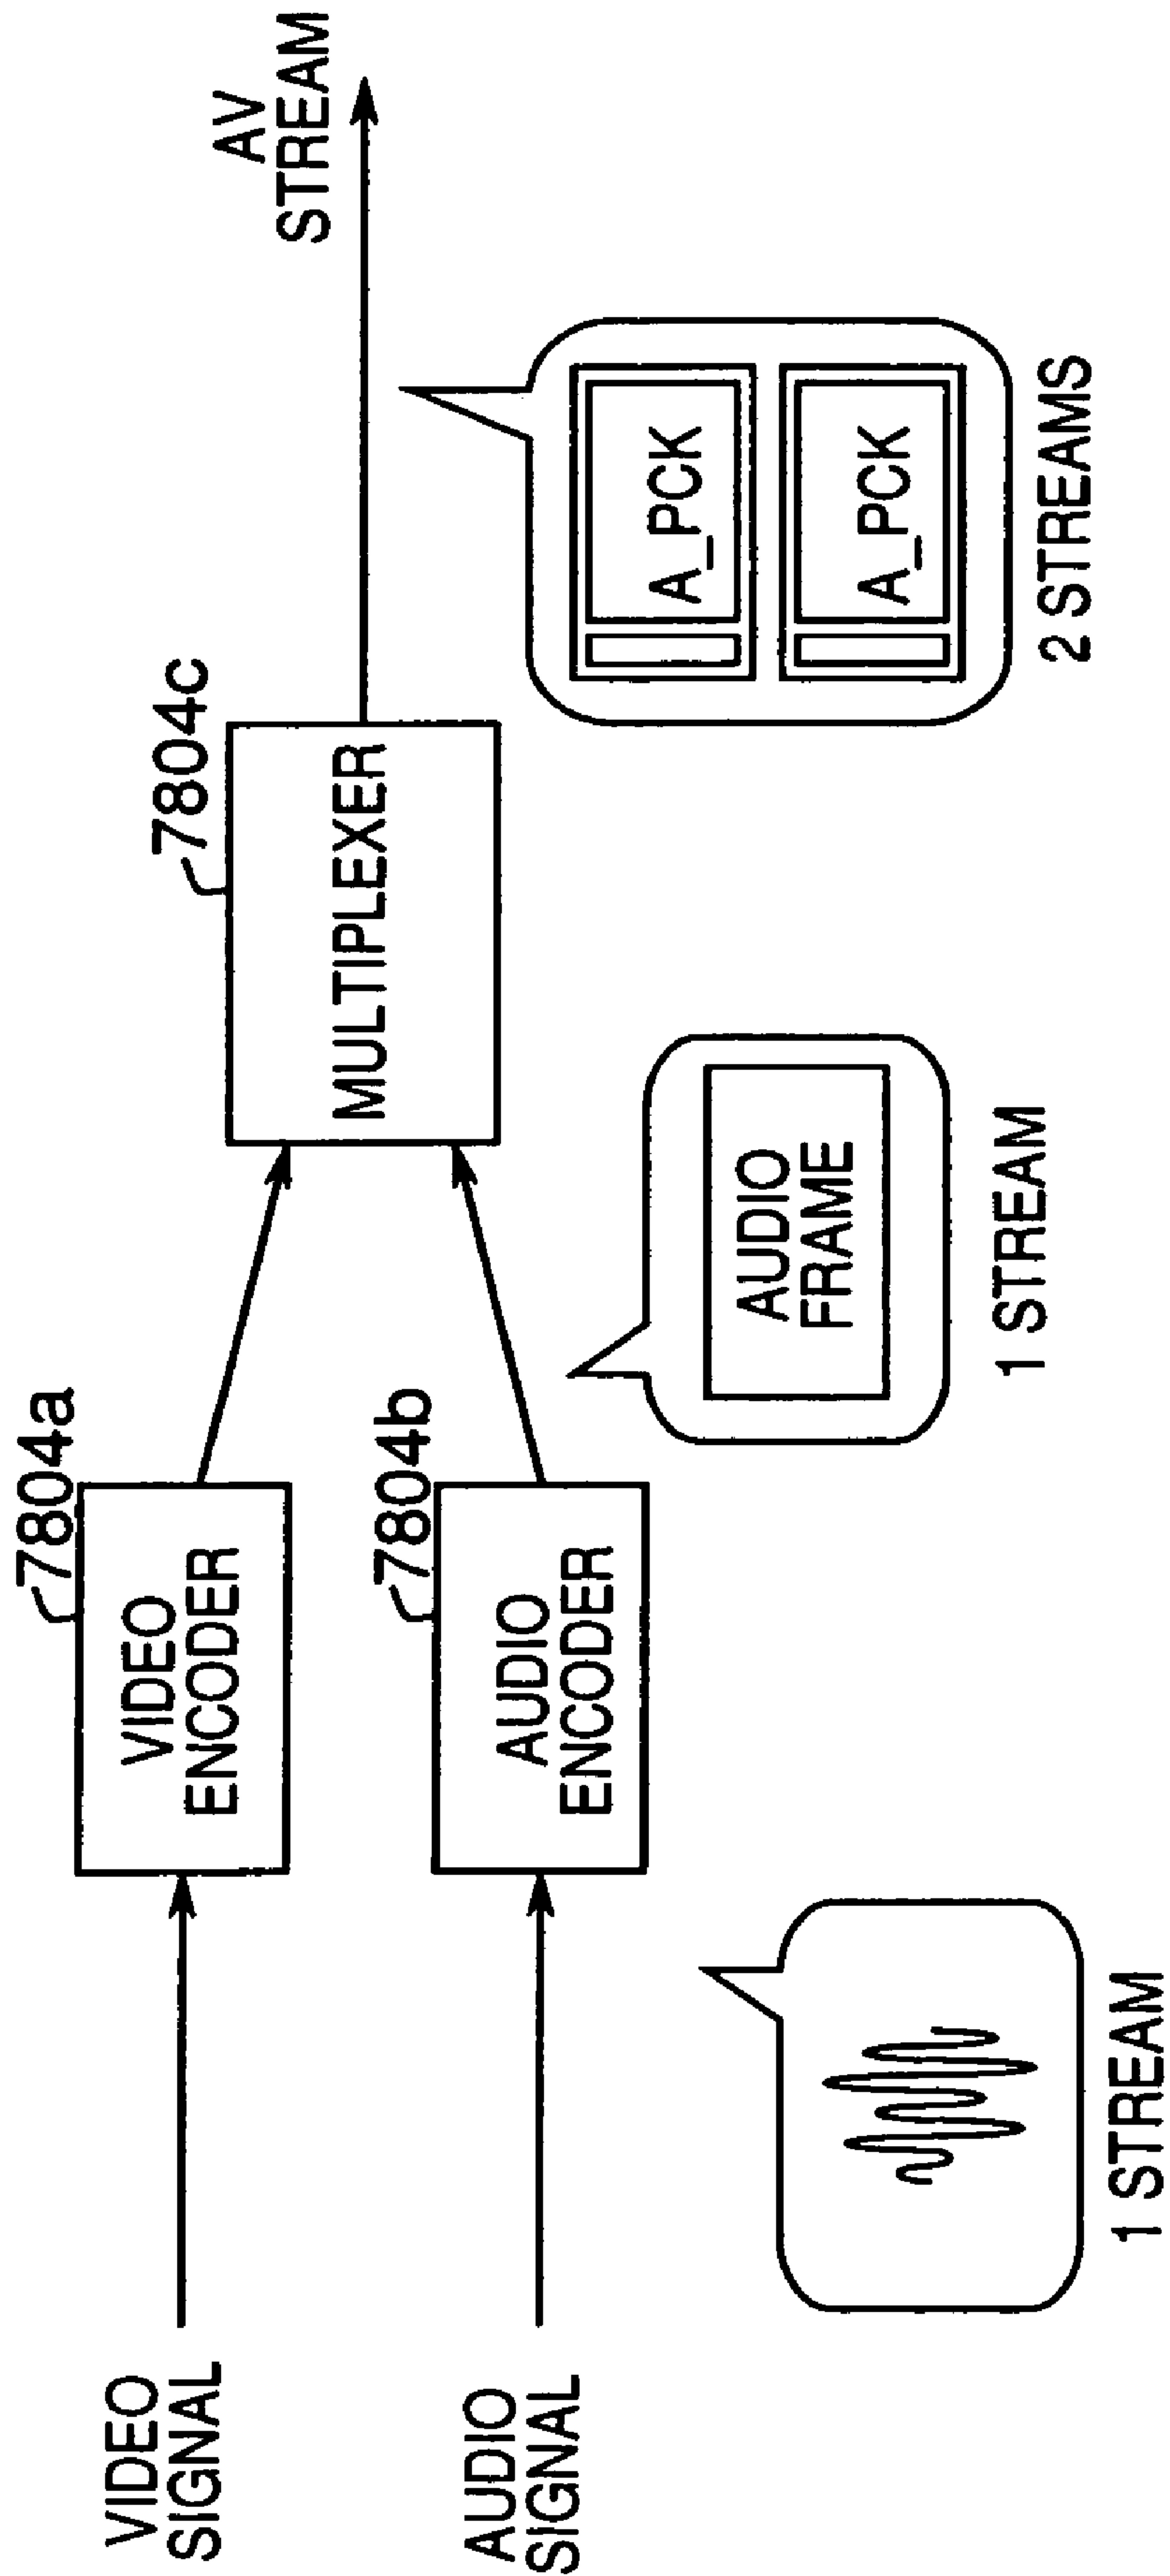 VIDEO
SIGNAL
7804a
VIDEO
ENCODER
AUDIO
SIGNAL
7804b
AUDIO
ENCODER
1 STREAM
AUDIO
FRAME
1 STREAM
7804c
MULTIPLEXER
AV
STREAM
A_PCK
A_PCK
2 STREAMS